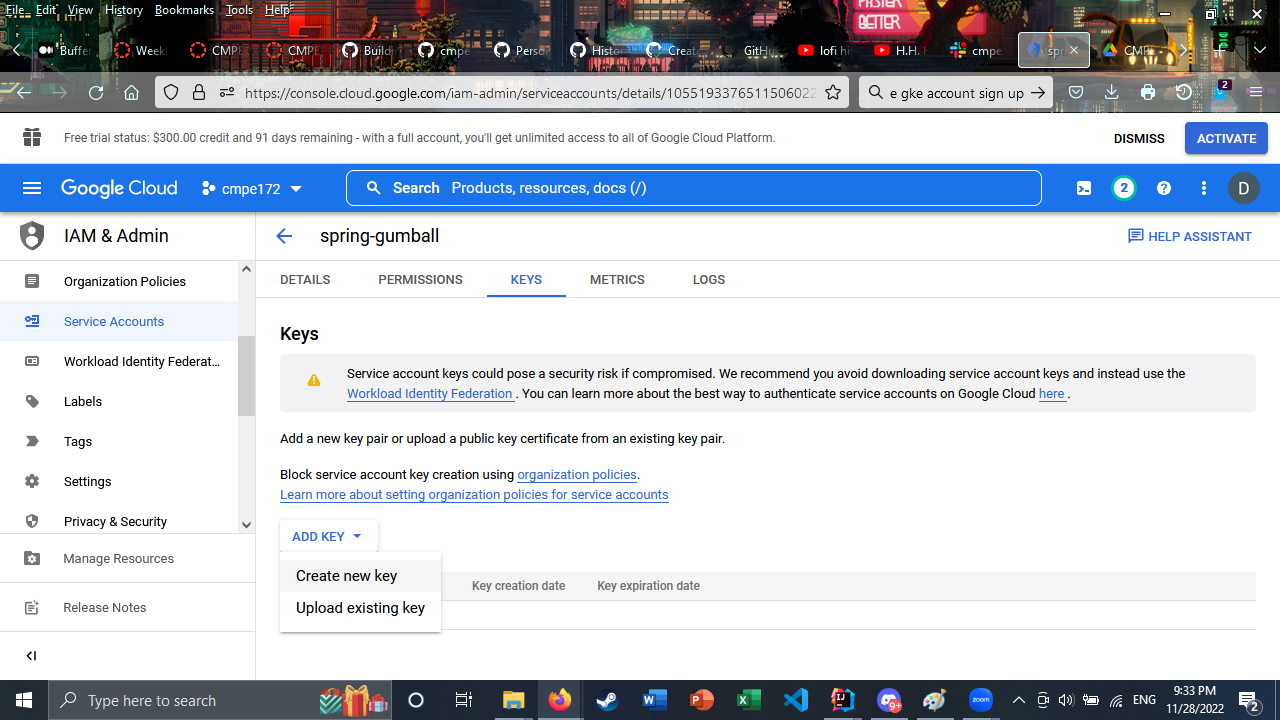 File Edit View History Bookmarks Tools Help
Buffer Week CMPE CMPE Build cmpe Perso Histor Creat GitHu lofi hi H.H. cmpe spr CMP
https://console.cloud.google.com/iam-admin/serviceaccounts/details/1055193376511506022 e gke account sign up 2
Free trial status: $300.00 credit and 91 days remaining - with a full account, you'll get unlimited access to all of Google Cloud Platform. DISMISS ACTIVATE
Google Cloud cmpe172 Search Products, resources, docs (/) 2 D
IAM & Admin
spring-gumball HELP ASSISTANT
Organization Policies
Service Accounts
Workload Identity Federat...
Labels
Tags
Settings
Privacy & Security
Manage Resources
Release Notes
DETAILS PERMISSIONS KEYS METRICS LOGS
Keys
Service account keys could pose a security risk if compromised. We recommend you avoid downloading service account keys and instead use the
Workload Identity Federation . You can learn more about the best way to authenticate service accounts on Google Cloud here .
Add a new key pair or upload a public key certificate from an existing key pair.
Block service account key creation using organization policies.
Learn more about setting organization policies for service accounts
ADD KEY
Create new key
Upload existing key
Key creation date Key expiration date
Type here to search 9+ zoom ENG 9:33 PM
11/28/2022 2